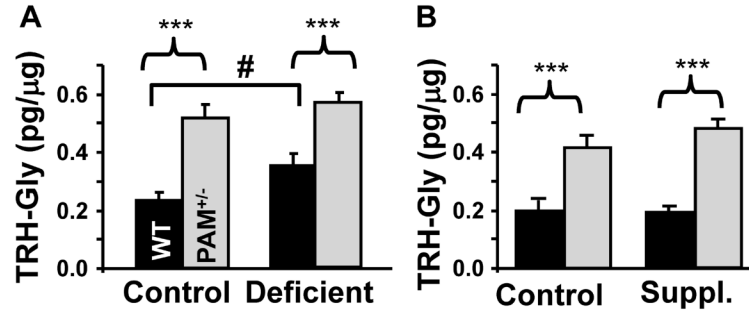 A
TRH-Gly (pg/µg)
0.6
0.4
0.2
0.0
***
***
#
WT
PAM+/-
Control
Deficient
B
TRH-Gly (pg/µg)
0.6
0.4
0.2
0.0
***
***
Control
Suppl.